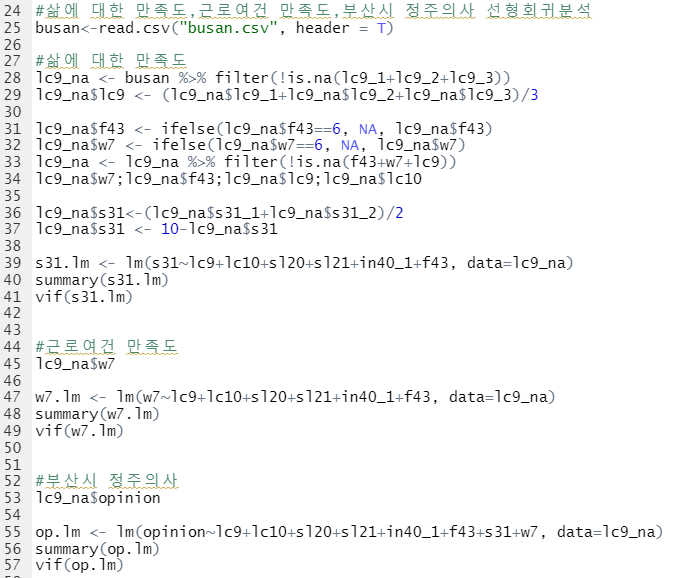 24 #삶에 대한 만족도,근로여건 만족도,부산시 정주의사 선형회귀분석
25 busan<-read.csv("busan.csv", header = T)
26
27 #삶에 대한 만족도
28 lc9_na <- busan %>% filter(!is.na(lc9_1+lc9_2+lc9_3))
29 lc9_na$lc9 <- (lc9_na$lc9_1+lc9_na$lc9_2+lc9_na$lc9_3)/3
30
31 lc9_na$f43 <- ifelse(lc9_na$f43==6, NA, lc9_na$f43)
32 lc9_na$w7 <- ifelse(lc9_na$w7==6, NA, lc9_na$w7)
33 lc9_na <- lc9_na %>% filter(!is.na(f43+w7+lc9))
34 lc9_na$w7;lc9_na$f43;lc9_na$lc9;lc9_na$lc10
35
36 lc9_na$s31<-(lc9_na$s31_1+lc9_na$s31_2)/2
37 lc9_na$s31 <- 10-lc9_na$s31
38
39 s31.lm <- lm(s31~lc9+lc10+sl20+sl21+in40_1+f43, data=lc9_na)
40 summary(s31.lm)
41 vif(s31.lm)
42
43
44 #근로여건 만족도
45 lc9_na$w7
46
47 w7.lm <- lm(w7~lc9+lc10+sl20+sl21+in40_1+f43, data=lc9_na)
48 summary(w7.lm)
49 vif(w7.lm)
50
51
52 #부산시 정주의사
53 lc9_na$opinion
54
55 op.lm <- lm(opinion~lc9+lc10+sl20+sl21+in40_1+f43+s31+w7, data=lc9_na)
56 summary(op.lm)
57 vif(op.lm)